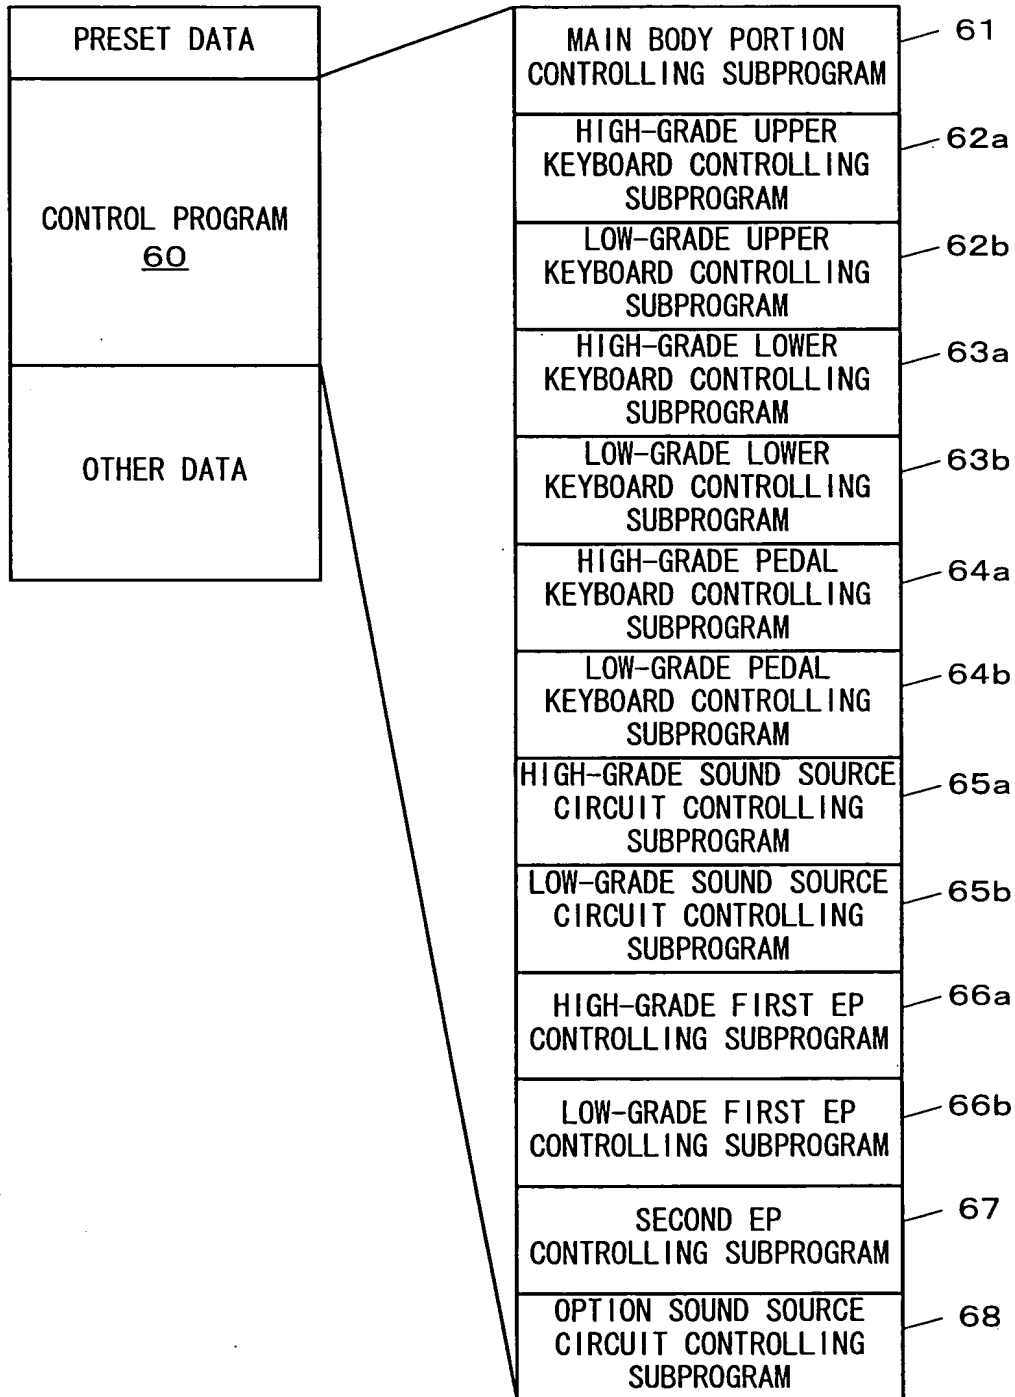 PRESET DATA
CONTROL PROGRAM
60
OTHER DATA
MAIN BODY PORTION
CONTROLLING SUBPROGRAM
61
HIGH-GRADE UPPER
KEYBOARD CONTROLLING
SUBPROGRAM
62a
LOW-GRADE UPPER
KEYBOARD CONTROLLING
SUBPROGRAM
62b
HIGH-GRADE LOWER
KEYBOARD CONTROLLING
SUBPROGRAM
63a
LOW-GRADE LOWER
KEYBOARD CONTROLLING
SUBPROGRAM
63b
HIGH-GRADE PEDAL
KEYBOARD CONTROLLING
SUBPROGRAM
64a
LOW-GRADE PEDAL
KEYBOARD CONTROLLING
SUBPROGRAM
64b
HIGH-GRADE SOUND SOURCE
CIRCUIT CONTROLLING
SUBPROGRAM
65a
LOW-GRADE SOUND SOURCE
CIRCUIT CONTROLLING
SUBPROGRAM
65b
HIGH-GRADE FIRST EP
CONTROLLING SUBPROGRAM
66a
LOW-GRADE FIRST EP
CONTROLLING SUBPROGRAM
66b
SECOND EP
CONTROLLING SUBPROGRAM
67
OPTION SOUND SOURCE
CIRCUIT CONTROLLING
SUBPROGRAM
68